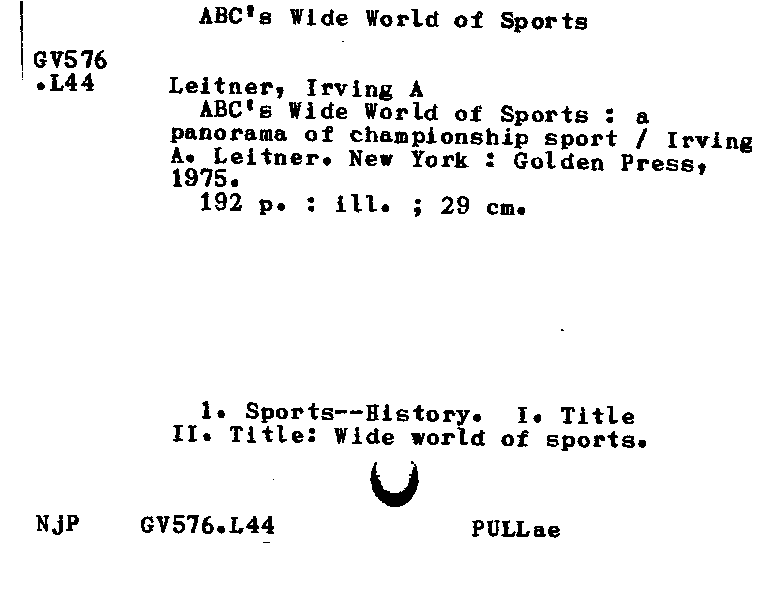 ABC's Wide World of Sports
GV576
.L44
Leitner, Irving A
ABC's Wide World of Sports : a
panorama of championship sport / Irving
A. Leitner. New York : Golden Press,
1975.
192 p. : ill. ; 29 cm.
1. Sports--History. I. Title
II. Title: Wide world of sports.
NjP GV576.L44 PULLae